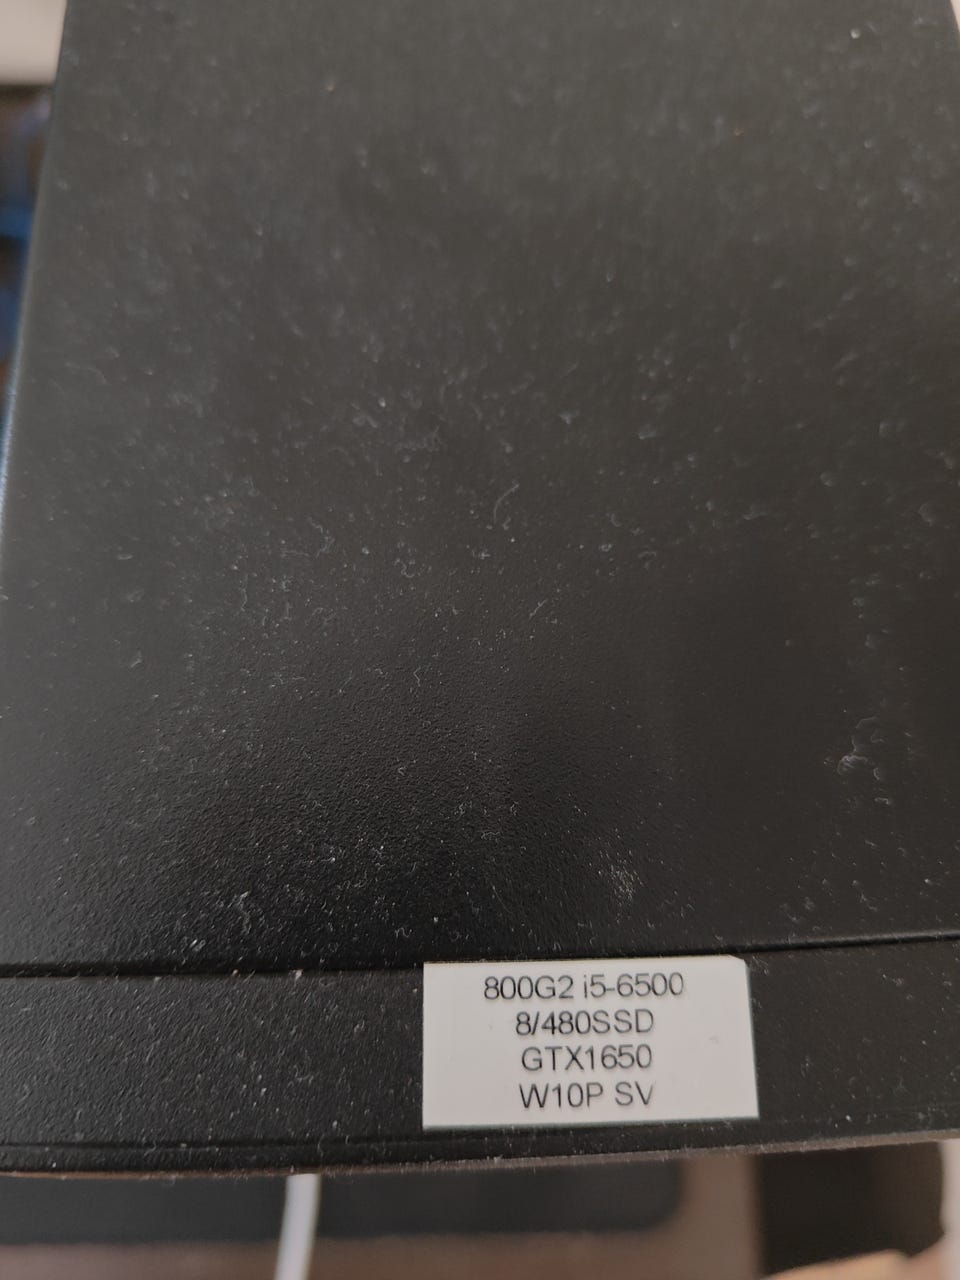 800G2 i5-6500
8/480SSD
GTX1650
W10P SV